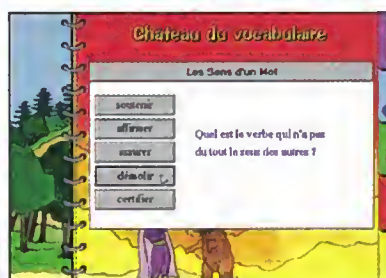 Chateau du vocabulaire
Les Sens d'un Mot
soutenir
affirmer
assurer
démolir
certifier
Quel est le verbe qui n'a pas
du tout le sens des autres ?